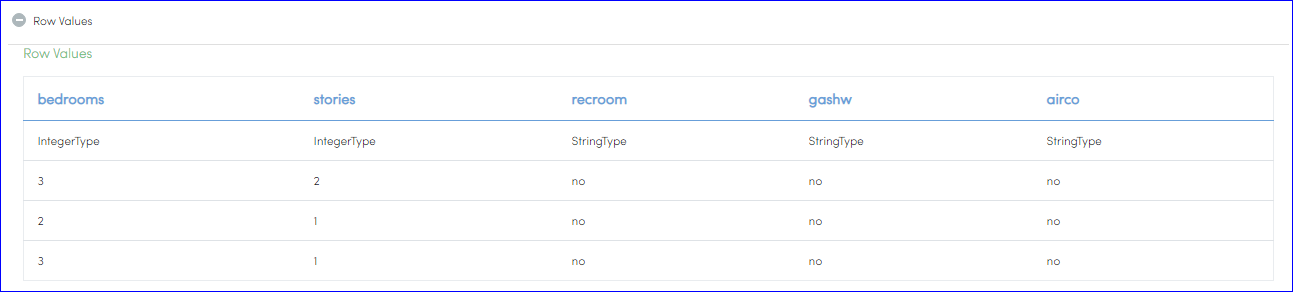 Row Values
Row Values
bedrooms stories recroom gashw airco
IntegerType IntegerType StringType StringType StringType
3 2 no no no
2 1 no no no
3 1 no no no